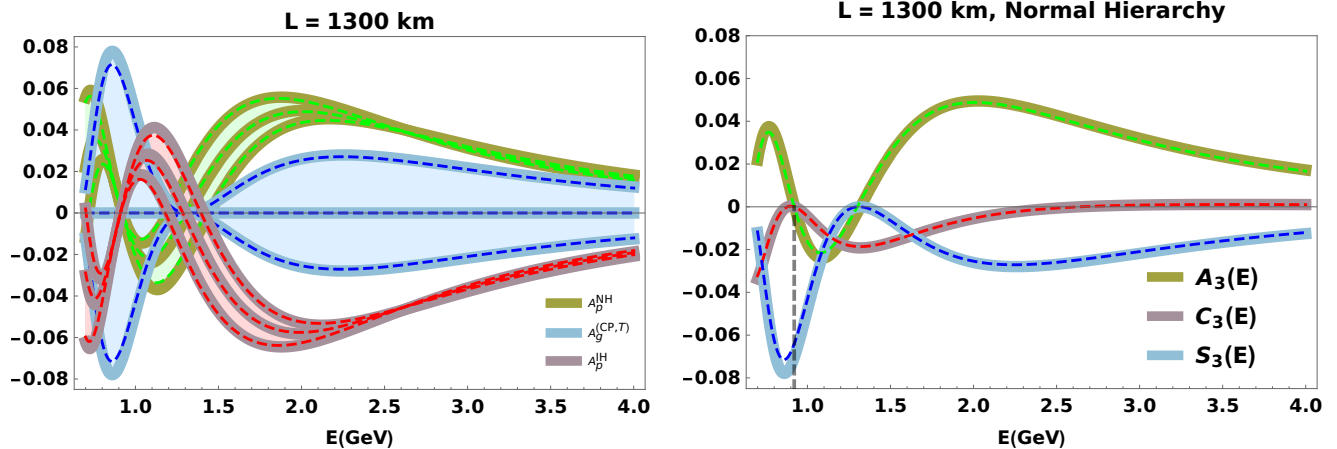 L = 1300 km
0.08
0.06
0.04
0.02
0
−0.02
−0.04
−0.06
−0.08
1.0 1.5 2.0 2.5 3.0 3.5 4.0
E(GeV)
A_p^NH
A_g^(CP,T)
A_p^IH
L = 1300 km, Normal Hierarchy
0.08
0.06
0.04
0.02
0
−0.02
−0.04
−0.06
−0.08
1.0 1.5 2.0 2.5 3.0 3.5 4.0
E(GeV)
A₃(E)
C₃(E)
S₃(E)